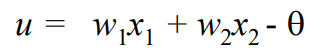 u = w₁x₁ + w₂x₂ - θ